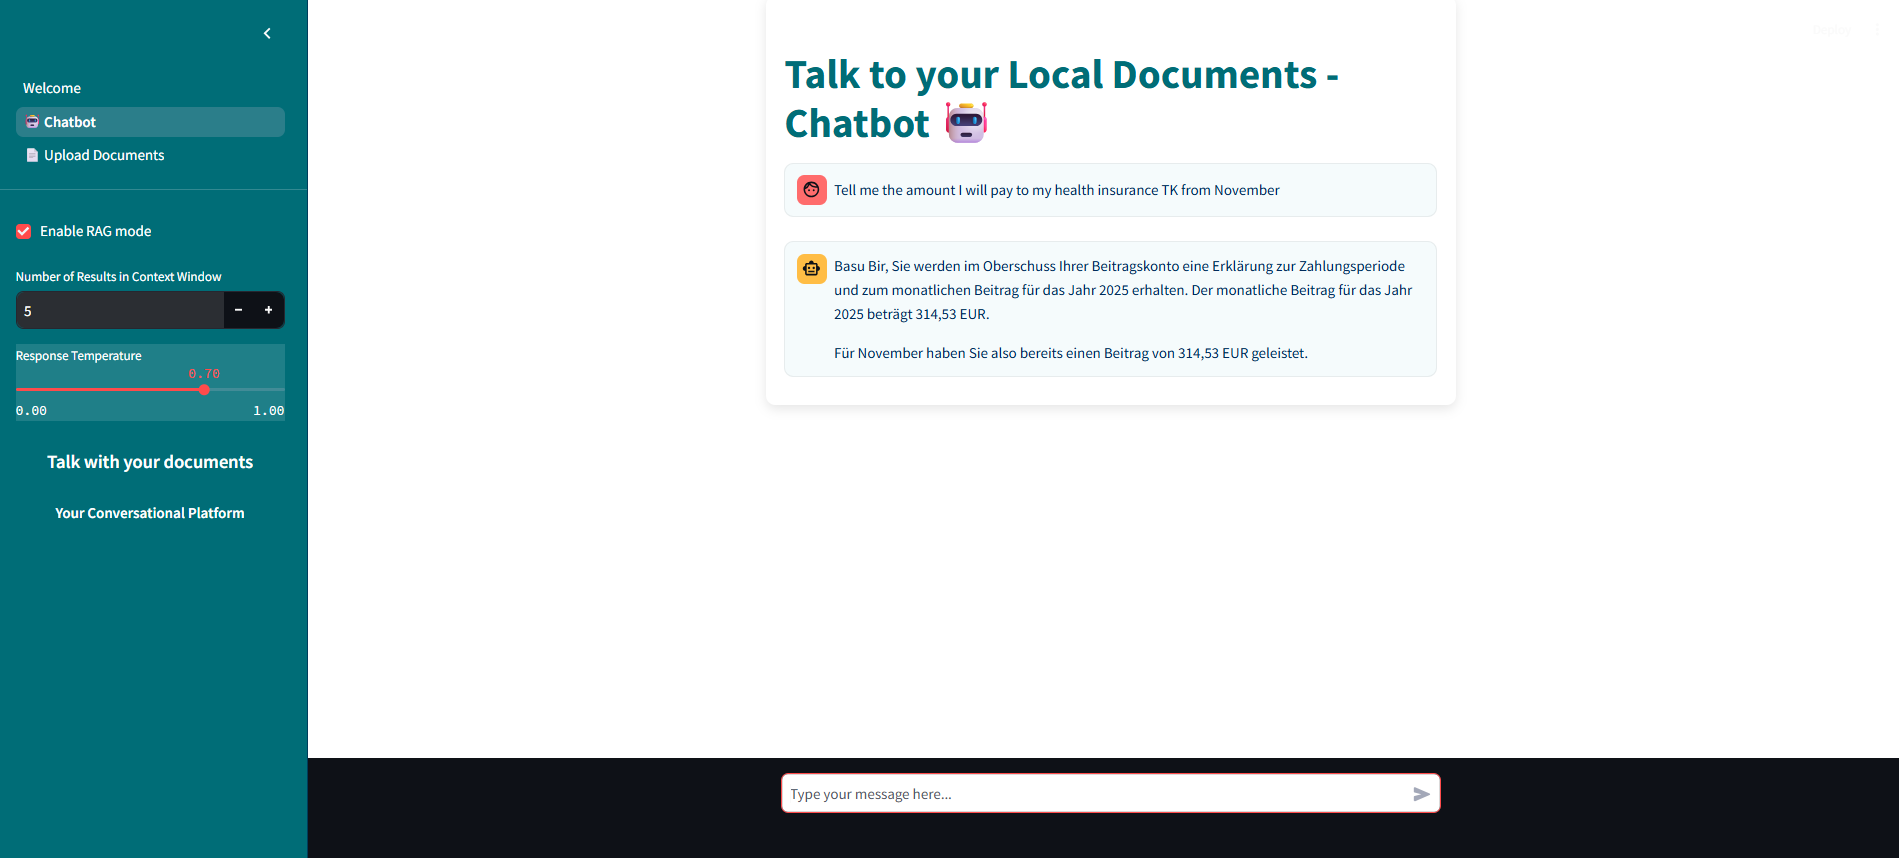 Welcome
Chatbot
Upload Documents
Enable RAG mode
Number of Results in Context Window
5
Response Temperature
0.70
0.00 1.00
Talk with your documents
Your Conversational Platform
Talk to your Local Documents -
Chatbot
Tell me the amount I will pay to my health insurance TK from November
Basu Bir, Sie werden im Oberschuss Ihrer Beitragskonto eine Erklärung zur Zahlungsperiode
und zum monatlichen Beitrag für das Jahr 2025 erhalten. Der monatliche Beitrag für das Jahr
2025 beträgt 314,53 EUR.
Für November haben Sie also bereits einen Beitrag von 314,53 EUR geleistet.
Type your message here...